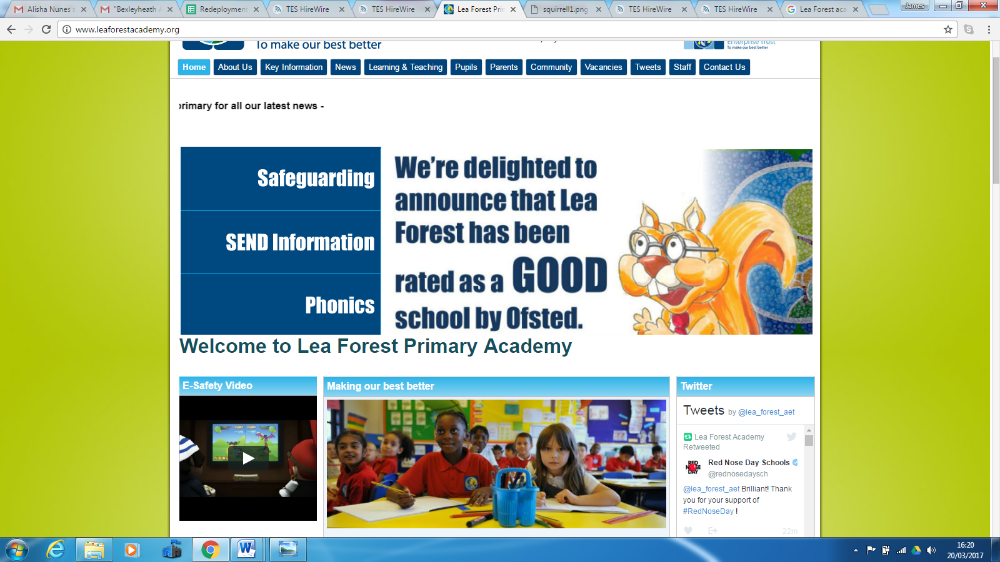 Alisha Nunes's
"Bexleyheath A
Redeployment
TES HireWire
TES HireWire
Lea Forest Prin
squirrell1.png
TES HireWire
TES HireWire
Lea Forest aca
James
www.leaforestacademy.org
To make our best better
Enterprise Trust
To make our best better
Home
About Us
Key Information
News
Learning & Teaching
Pupils
Parents
Community
Vacancies
Tweets
Staff
Contact Us
primary for all our latest news -
Safeguarding
SEND Information
Phonics
We're delighted to
announce that Lea
Forest has been
rated as a GOOD
school by Ofsted.
Welcome to Lea Forest Primary Academy
E-Safety Video
Making our best better
Twitter
Tweets by @lea_forest_aet
Lea Forest Academy
Retweeted
RED NOSE DAY
Red Nose Day Schools
@rednosedaysch
@lea_forest_aet Brilliant! Thank
you for your support of
#RedNoseDay !
22m
16:20
20/03/2017